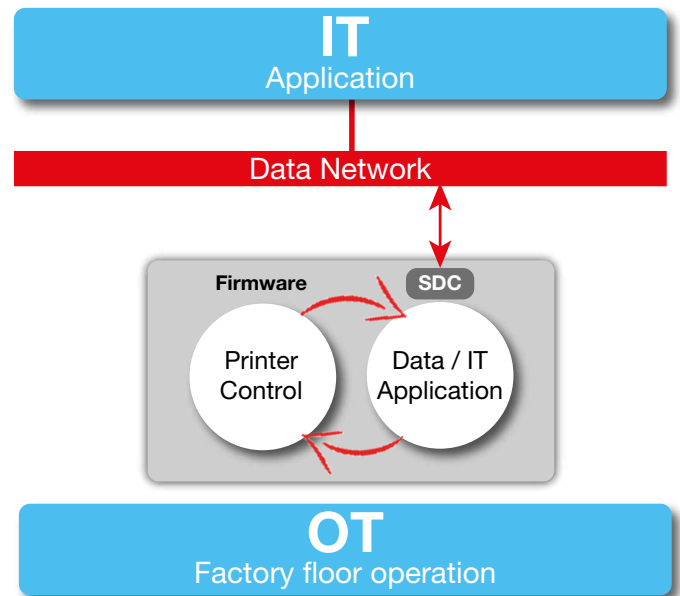 IT
Application
Data Network
Firmware
SDC
Printer
Control
Data / IT
Application
OT
Factory floor operation